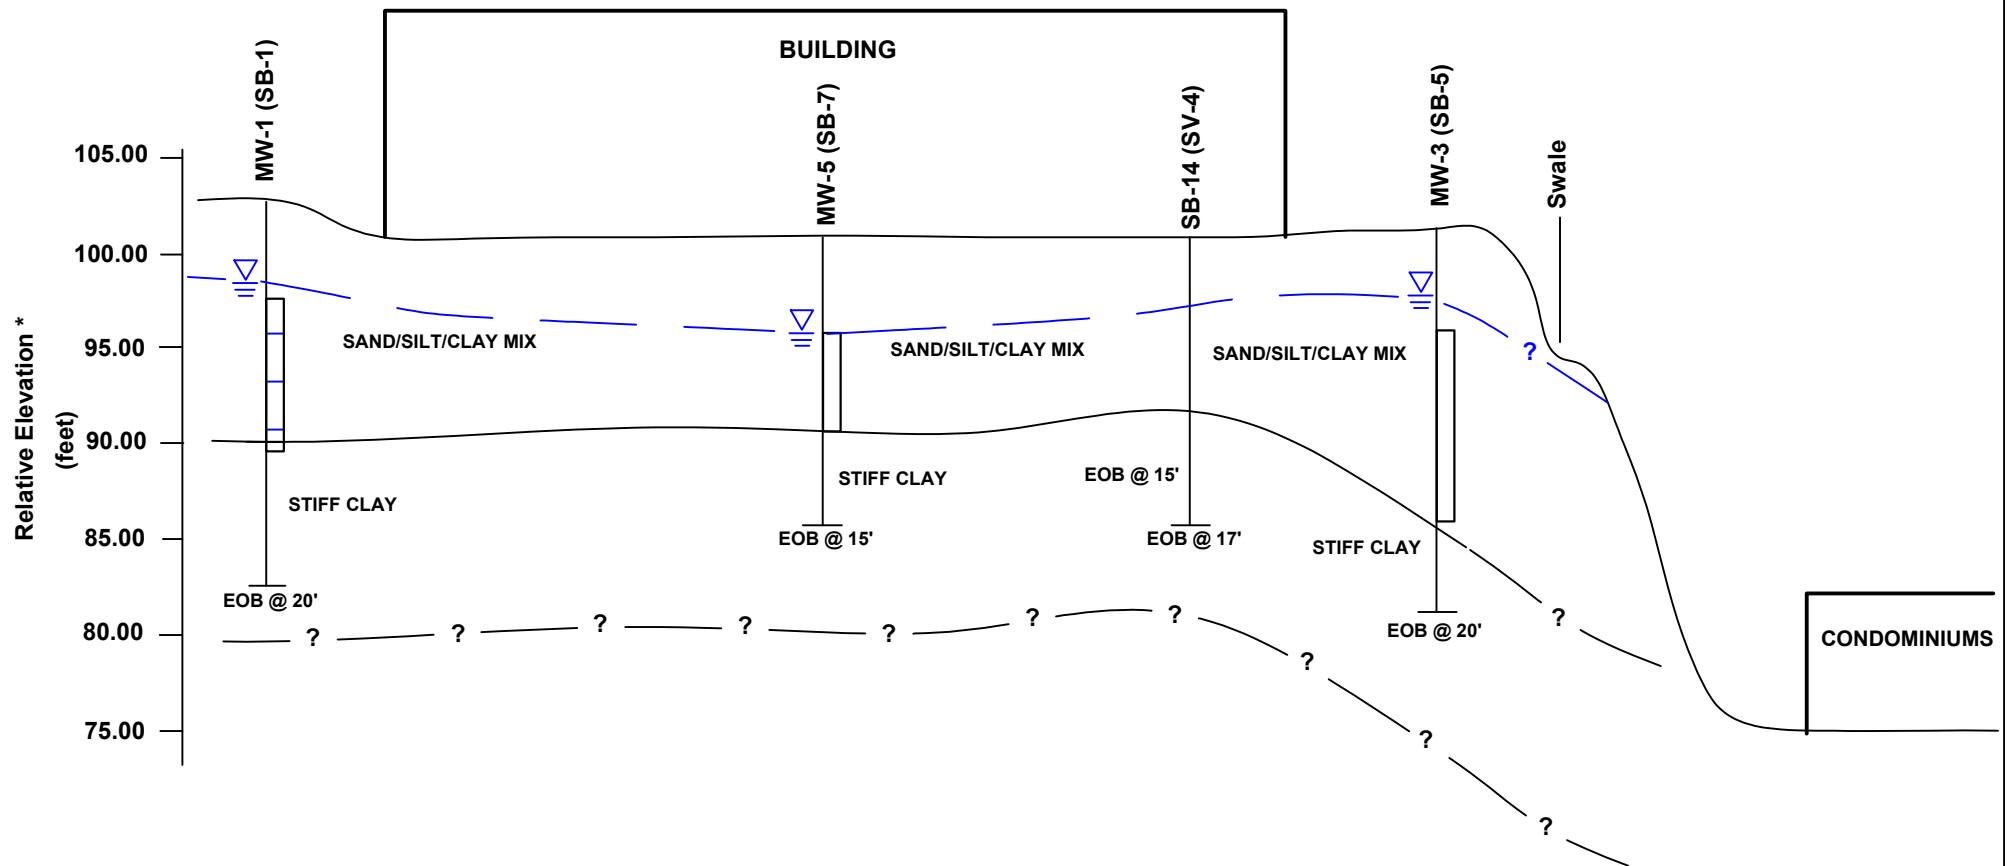 BUILDING
MW-1 (SB-1)
MW-5 (SB-7)
SB-14 (SV-4)
MW-3 (SB-5)
Swale
Relative Elevation *
(feet)
105.00
100.00
95.00
90.00
85.00
80.00
75.00
SAND/SILT/CLAY MIX
SAND/SILT/CLAY MIX
SAND/SILT/CLAY MIX
?
STIFF CLAY
STIFF CLAY
EOB @ 15'
STIFF CLAY
EOB @ 20'
EOB @ 15'
EOB @ 17'
EOB @ 20'
?
CONDOMINIUMS
? ? ? ? ? ? ? ? ? ?